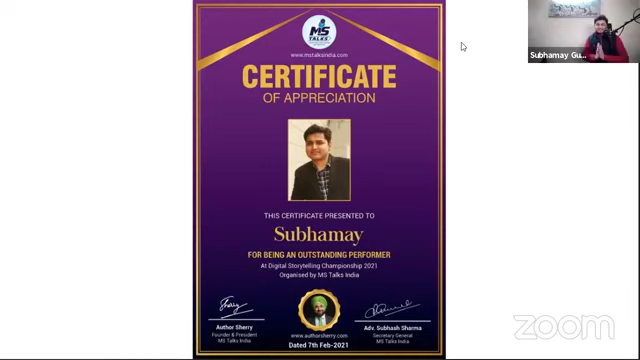 MS
TALKS
www.mstalksindia.com
CERTIFICATE
OF APPRECIATION
THIS CERTIFICATE PRESENTED TO
Subhamay
FOR BEING AN OUTSTANDING PERFORMER
At Digital Storytelling Championship 2021
Organised by MS Talks India
Author Sherry
Founder & President
MS Talks India
www.authorsherry.com
Dated 7th Feb-2021
Adv. Subhash Sharma
Secretary General
MS Talks India
Subhamay Gu...
zoom